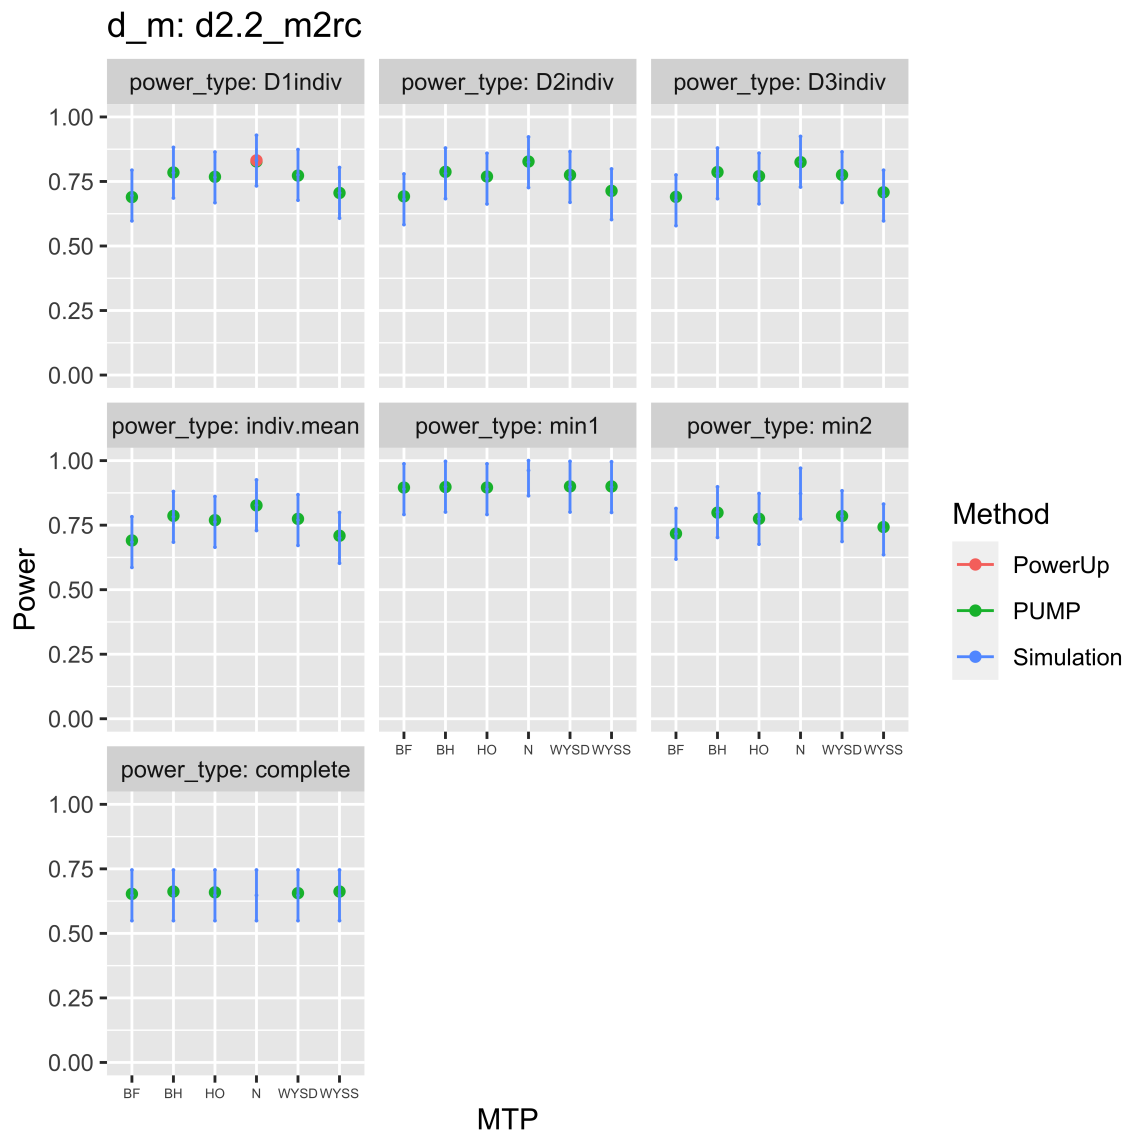 d_m: d2.2_m2rc
power_type: D1indiv
power_type: D2indiv
power_type: D3indiv
1.00
0.75
0.50
0.25
0.00
power_type: indiv.mean
power_type: min1
power_type: min2
1.00
0.75
0.50
0.25
0.00
BF BH HO N WYSD WYSS
BF BH HO N WYSD WYSS
power_type: complete
1.00
0.75
0.50
0.25
0.00
BF BH HO N WYSD WYSS
MTP
Power
Method
PowerUp
PUMP
Simulation